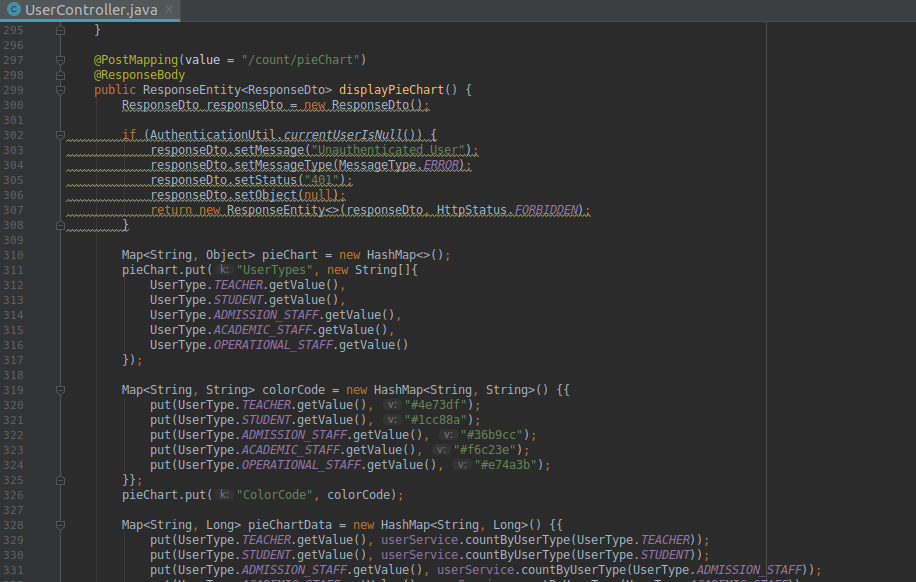 UserController.java
295 }
296
297 @PostMapping(value = "/count/pieChart")
298 @ResponseBody
299 public ResponseEntity<ResponseDto> displayPieChart() {
300 ResponseDto responseDto = new ResponseDto();
301
302 if (AuthenticationUtil.currentUserIsNull()) {
303 responseDto.setMessage("Unauthenticated User");
304 responseDto.setMessageType(MessageType.ERROR);
305 responseDto.setStatus("401");
306 responseDto.setObject(null);
307 return new ResponseEntity<>(responseDto, HttpStatus.FORBIDDEN);
308 }
309
310 Map<String, Object> pieChart = new HashMap<>();
311 pieChart.put( k: "UserTypes", new String[]{
312 UserType.TEACHER.getValue(),
313 UserType.STUDENT.getValue(),
314 UserType.ADMISSION_STAFF.getValue(),
315 UserType.ACADEMIC_STAFF.getValue(),
316 UserType.OPERATIONAL_STAFF.getValue()
317 });
318
319 Map<String, String> colorCode = new HashMap<String, String>() {{
320 put(UserType.TEACHER.getValue(), v: "#4e73df");
321 put(UserType.STUDENT.getValue(), v: "#1cc88a");
322 put(UserType.ADMISSION_STAFF.getValue(), v: "#36b9cc");
323 put(UserType.ACADEMIC_STAFF.getValue(), v: "#f6c23e");
324 put(UserType.OPERATIONAL_STAFF.getValue(), v: "#e74a3b");
325 }};
326 pieChart.put( k: "ColorCode", colorCode);
327
328 Map<String, Long> pieChartData = new HashMap<String, Long>() {{
329 put(UserType.TEACHER.getValue(), userService.countByUserType(UserType.TEACHER));
330 put(UserType.STUDENT.getValue(), userService.countByUserType(UserType.STUDENT));
331 put(UserType.ADMISSION_STAFF.getValue(), userService.countByUserType(UserType.ADMISSION_STAFF));